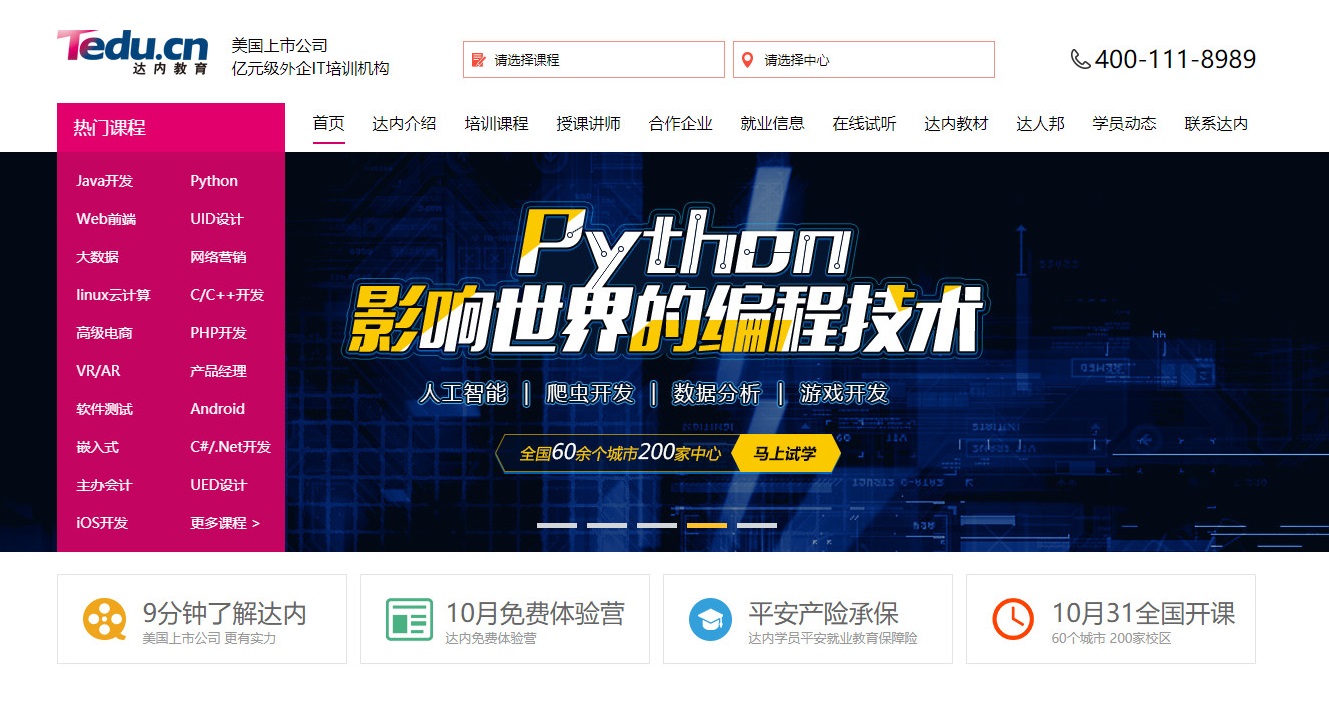 Tedu.cn
达内教育
美国上市公司
亿元级外企IT培训机构
请选择课程
请选择中心
400-111-8989
热门课程
首页 达内介绍 培训课程 授课讲师 合作企业 就业信息 在线试听 达内教材 达人邦 学员动态 联系达内
Java开发 Python
Web前端 UID设计
大数据 网络营销
linux云计算 C/C++开发
高级电商 PHP开发
VR/AR 产品经理
软件测试 Android
嵌入式 C#/.Net开发
主办会计 UED设计
iOS开发 更多课程 >
Python
影响世界的编程技术
人工智能 | 爬虫开发 | 数据分析 | 游戏开发
全国60余个城市200家中心 马上试学
9分钟了解达内
美国上市公司 更有实力
10月免费体验营
达内免费体验营
平安产险承保
达内学员平安就业教育保障险
10月31全国开课
60个城市 200家校区